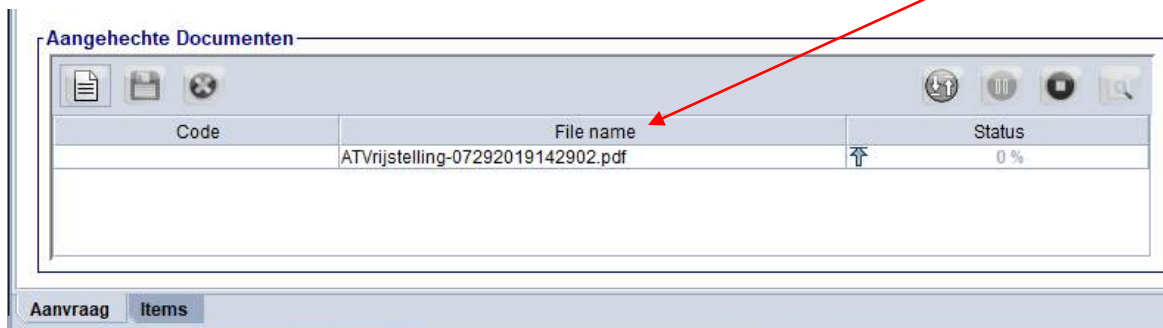 Aangehechte Documenten
Code File name Status
ATVrijstelling-07292019142902.pdf 0 %
Aanvraag Items